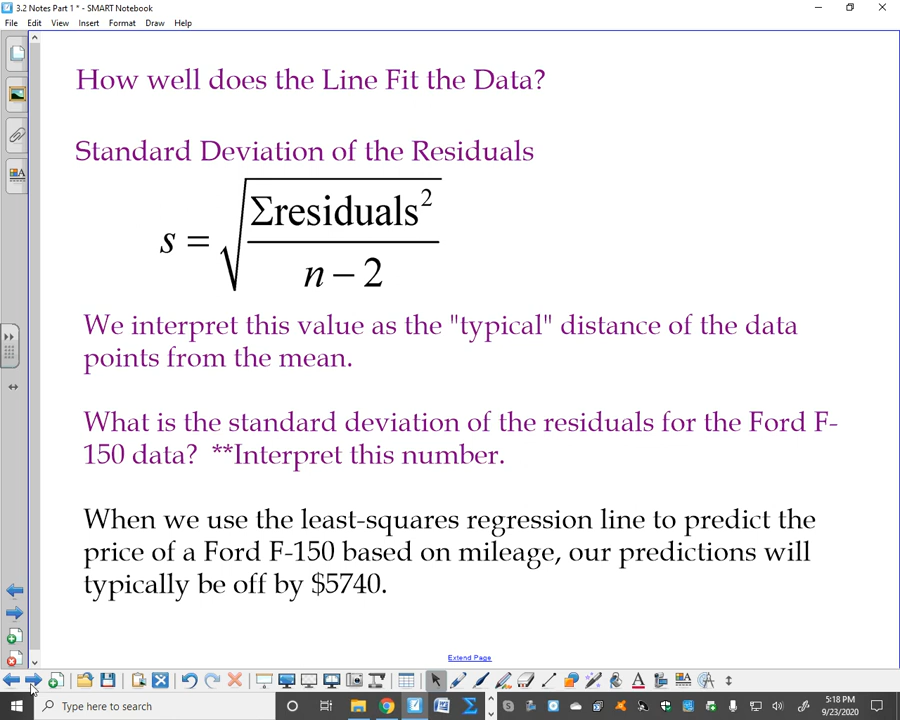 3.2 Notes Part 1 * - SMART Notebook
File Edit View Insert Format Draw Help
How well does the Line Fit the Data?
Standard Deviation of the Residuals
s = √(Σresiduals² / n − 2)
We interpret this value as the "typical" distance of the data
points from the mean.
What is the standard deviation of the residuals for the Ford F-
150 data? **Interpret this number.
When we use the least-squares regression line to predict the
price of a Ford F-150 based on mileage, our predictions will
typically be off by $5740.
Extend Page
Type here to search
5:18 PM
9/23/2020